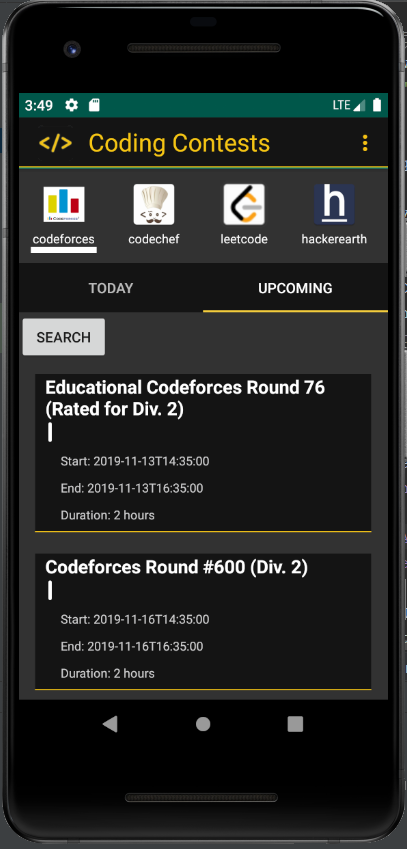 3:49
LTE
</> Coding Contests
codeforces
codechef
leetcode
hackerearth
TODAY
UPCOMING
SEARCH
Educational Codeforces Round 76
(Rated for Div. 2)
Start: 2019-11-13T14:35:00
End: 2019-11-13T16:35:00
Duration: 2 hours
Codeforces Round #600 (Div. 2)
Start: 2019-11-16T14:35:00
End: 2019-11-16T16:35:00
Duration: 2 hours